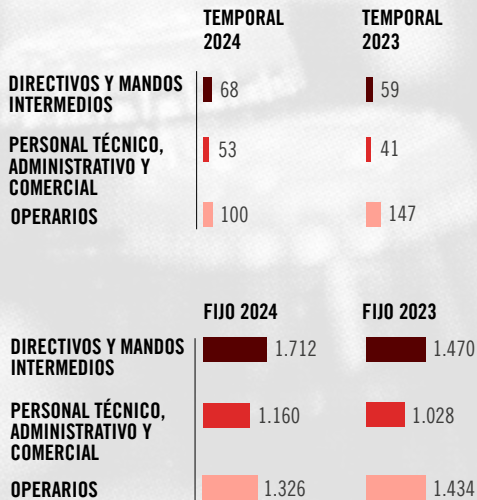 TEMPORAL
2024
TEMPORAL
2023
DIRECTIVOS Y MANDOS
INTERMEDIOS
68
59
PERSONAL TÉCNICO,
ADMINISTRATIVO Y
COMERCIAL
53
41
OPERARIOS
100
147
FIJO 2024
FIJO 2023
DIRECTIVOS Y MANDOS
INTERMEDIOS
1.712
1.470
PERSONAL TÉCNICO,
ADMINISTRATIVO Y
COMERCIAL
1.160
1.028
OPERARIOS
1.326
1.434